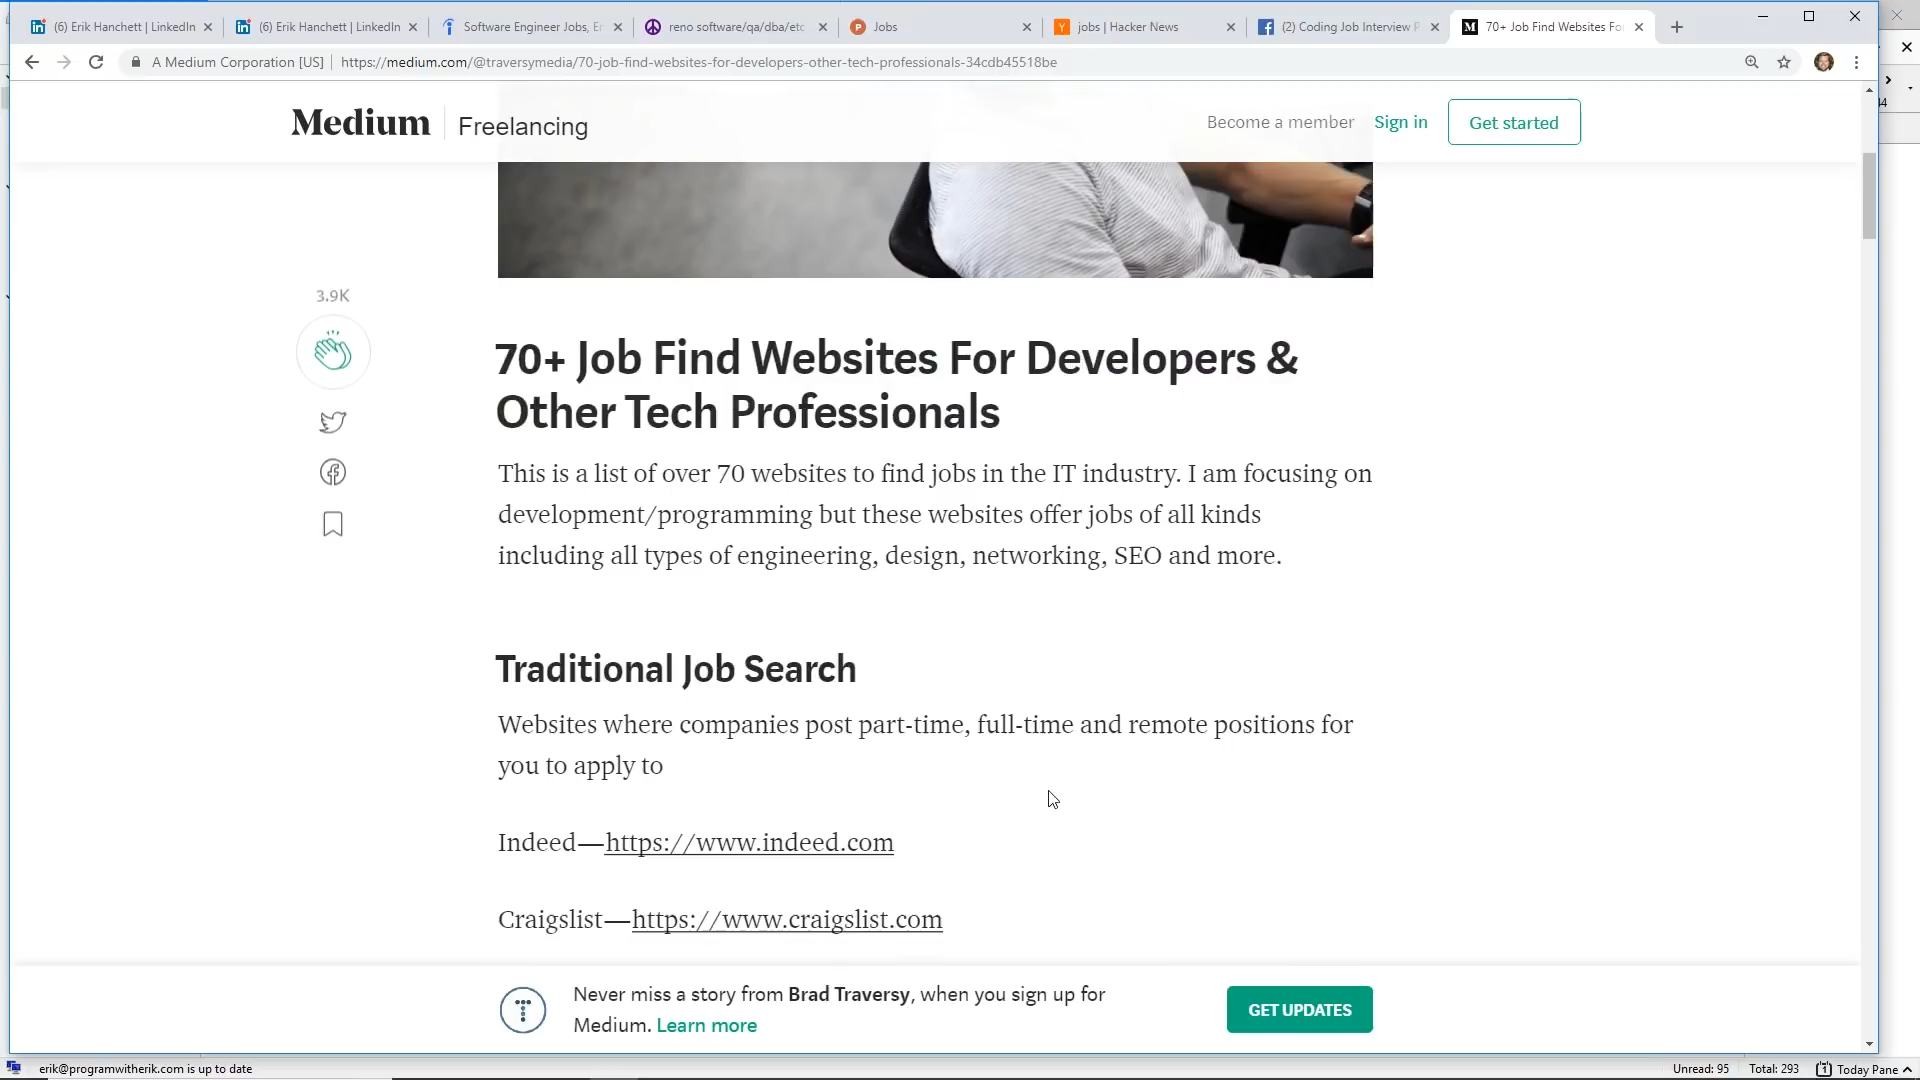 (6) Erik Hanchett | LinkedIn
(6) Erik Hanchett | LinkedIn
Software Engineer Jobs, Er
reno software/qa/dba/etc
Jobs
jobs | Hacker News
(2) Coding Job Interview P
70+ Job Find Websites Fo
A Medium Corporation [US]
https://medium.com/@traversymedia/70-job-find-websites-for-developers-other-tech-professionals-34cdb45518be
Medium
Freelancing
Become a member
Sign in
Get started
3.9K
70+ Job Find Websites For Developers &
Other Tech Professionals
This is a list of over 70 websites to find jobs in the IT industry. I am focusing on
development/programming but these websites offer jobs of all kinds
including all types of engineering, design, networking, SEO and more.
Traditional Job Search
Websites where companies post part-time, full-time and remote positions for
you to apply to
Indeed—https://www.indeed.com
Craigslist—https://www.craigslist.com
Never miss a story from Brad Traversy, when you sign up for
Medium. Learn more
GET UPDATES
erik@programwitherik.com is up to date
Unread: 95
Total: 293
Today Pane